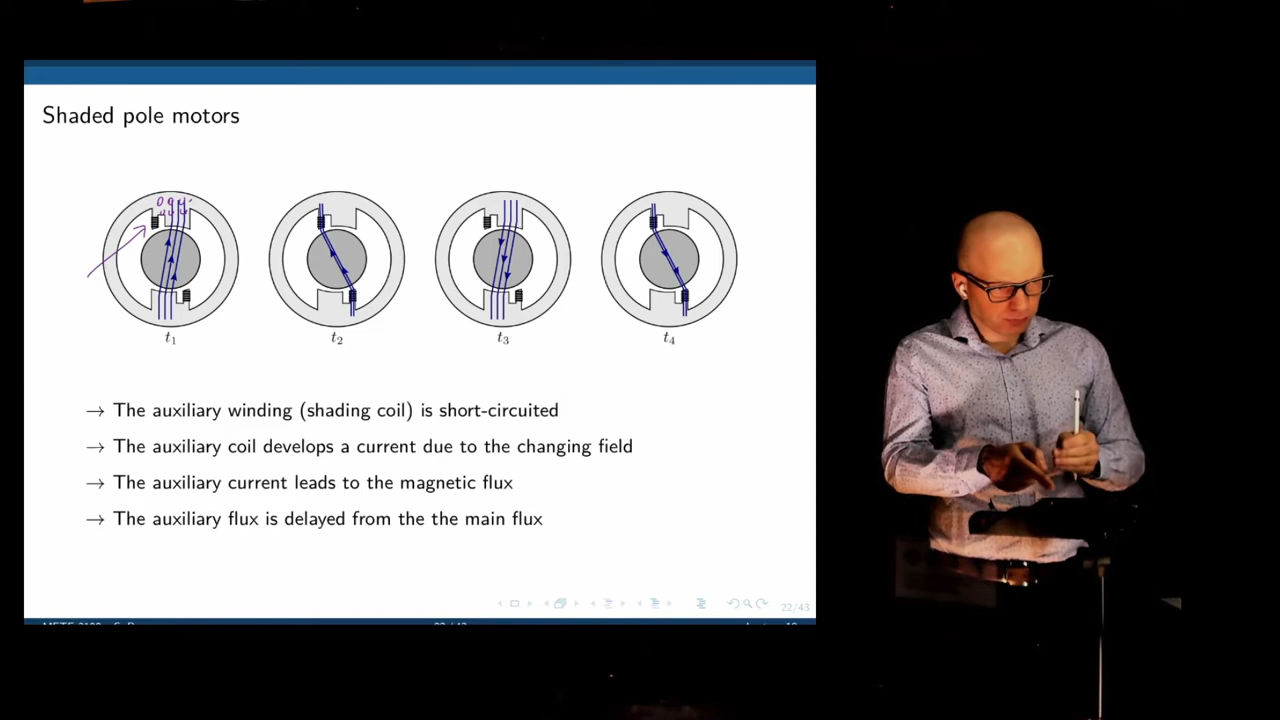 Shaded pole motors
t1
t2
t3
t4
→ The auxiliary winding (shading coil) is short-circuited
→ The auxiliary coil develops a current due to the changing field
→ The auxiliary current leads to the magnetic flux
→ The auxiliary flux is delayed from the the main flux
22/43